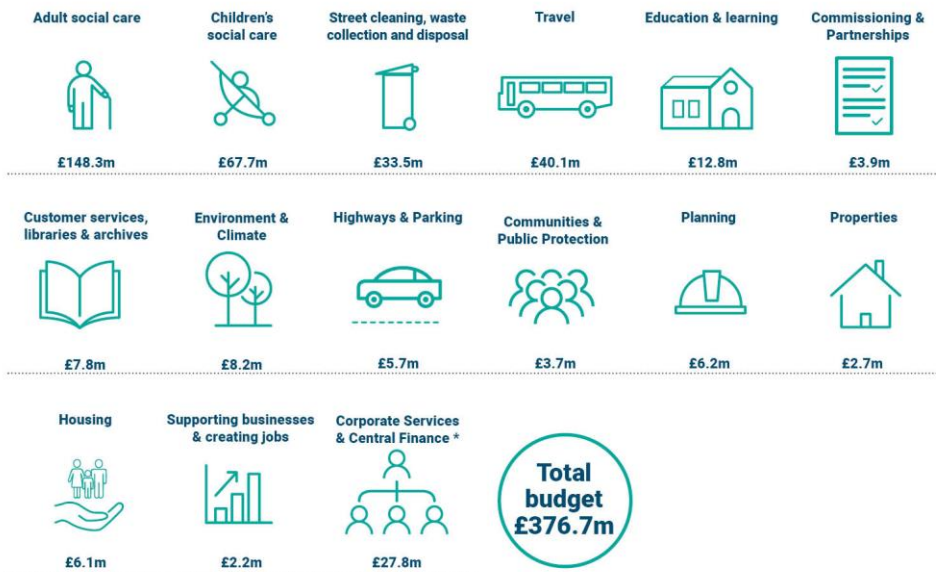 Adult social care
Children's
social care
Street cleaning, waste
collection and disposal
Travel
Education & learning
Commissioning &
Partnerships
£148.3m
£67.7m
£33.5m
£40.1m
£12.8m
£3.9m
Customer services,
libraries & archives
Environment &
Climate
Highways & Parking
Communities &
Public Protection
Planning
Properties
£7.8m
£8.2m
£5.7m
£3.7m
£6.2m
£2.7m
Housing
Supporting businesses
& creating jobs
Corporate Services
& Central Finance *
£6.1m
£2.2m
£27.8m
Total
budget
£376.7m